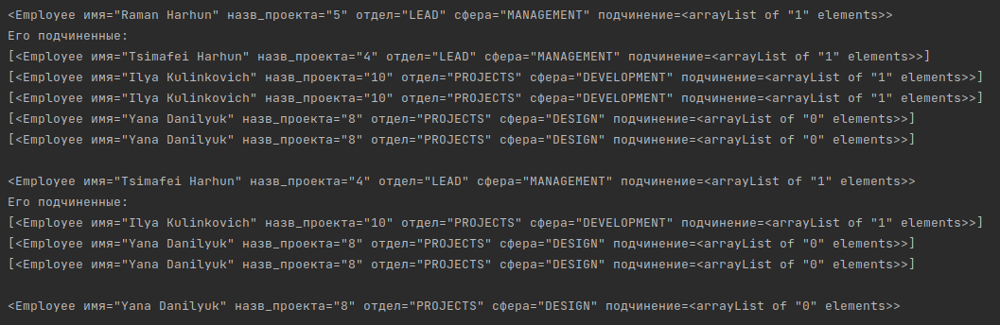 <Employee имя="Raman Harhun" назв_проекта="5" отдел="LEAD" сфера="MANAGEMENT" подчинение=<arrayList of "1" elements>>
Его подчиненные:
[<Employee имя="Tsimafei Harhun" назв_проекта="4" отдел="LEAD" сфера="MANAGEMENT" подчинение=<arrayList of "1" elements>>]
[<Employee имя="Ilya Kulinkovich" назв_проекта="10" отдел="PROJECTS" сфера="DEVELOPMENT" подчинение=<arrayList of "1" elements>>]
[<Employee имя="Ilya Kulinkovich" назв_проекта="10" отдел="PROJECTS" сфера="DEVELOPMENT" подчинение=<arrayList of "1" elements>>]
[<Employee имя="Yana Danilyuk" назв_проекта="8" отдел="PROJECTS" сфера="DESIGN" подчинение=<arrayList of "0" elements>>]
[<Employee имя="Yana Danilyuk" назв_проекта="8" отдел="PROJECTS" сфера="DESIGN" подчинение=<arrayList of "0" elements>>]
<Employee имя="Tsimafei Harhun" назв_проекта="4" отдел="LEAD" сфера="MANAGEMENT" подчинение=<arrayList of "1" elements>>
Его подчиненные:
[<Employee имя="Ilya Kulinkovich" назв_проекта="10" отдел="PROJECTS" сфера="DEVELOPMENT" подчинение=<arrayList of "1" elements>>]
[<Employee имя="Yana Danilyuk" назв_проекта="8" отдел="PROJECTS" сфера="DESIGN" подчинение=<arrayList of "0" elements>>]
[<Employee имя="Yana Danilyuk" назв_проекта="8" отдел="PROJECTS" сфера="DESIGN" подчинение=<arrayList of "0" elements>>]
<Employee имя="Yana Danilyuk" назв_проекта="8" отдел="PROJECTS" сфера="DESIGN" подчинение=<arrayList of "0" elements>>